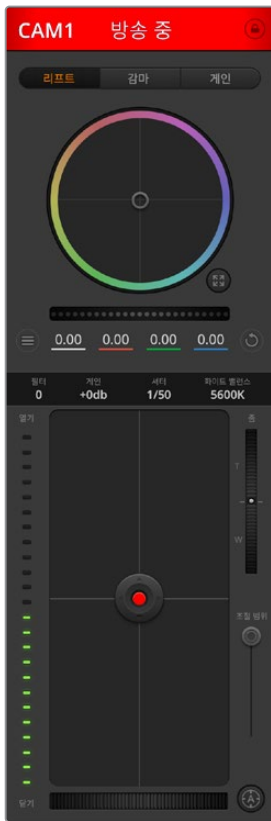 CAM1 방송 중
리프트 감마 게인
0.00 0.00 0.00 0.00
필터 게인 셔터 화이트 밸런스
0 +0db 1/50 5600K
열기 줌
T
W
조절 범위
닫기 A